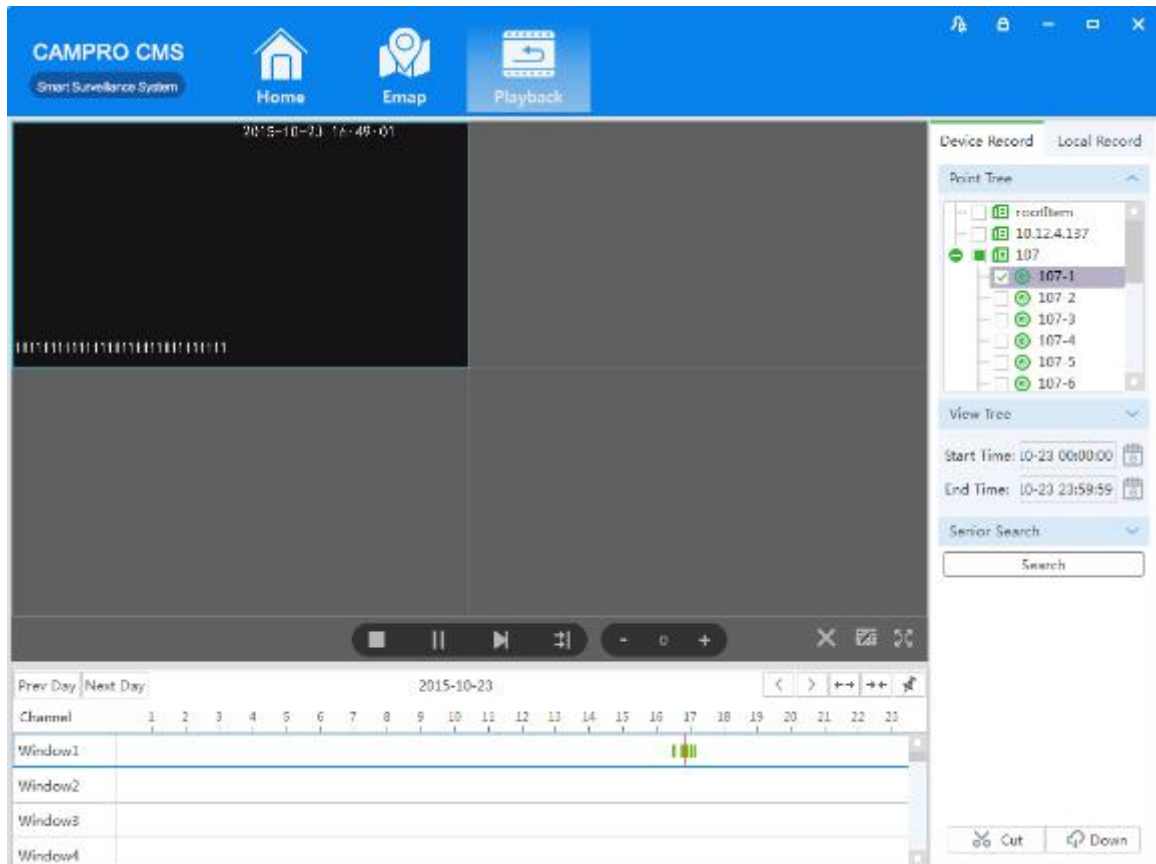 CAMPRO CMS
Smart Surveillance System
Home
Emap
Playback
2015-10-23 16:49:01
Device Record
Local Record
Point Tree
rootItem
10.12.4.137
107
107-1
107-2
107-3
107-4
107-5
107-6
View Tree
Start Time: 10-23 00:00:00
End Time: 10-23 23:59:59
Senior Search
Search
- 0 +
Prev Day Next Day 2015-10-23
Channel 1 2 3 4 5 6 7 8 9 10 11 12 13 14 15 16 17 18 19 20 21 22 23
Window1
Window2
Window3
Window4
Cut
Down